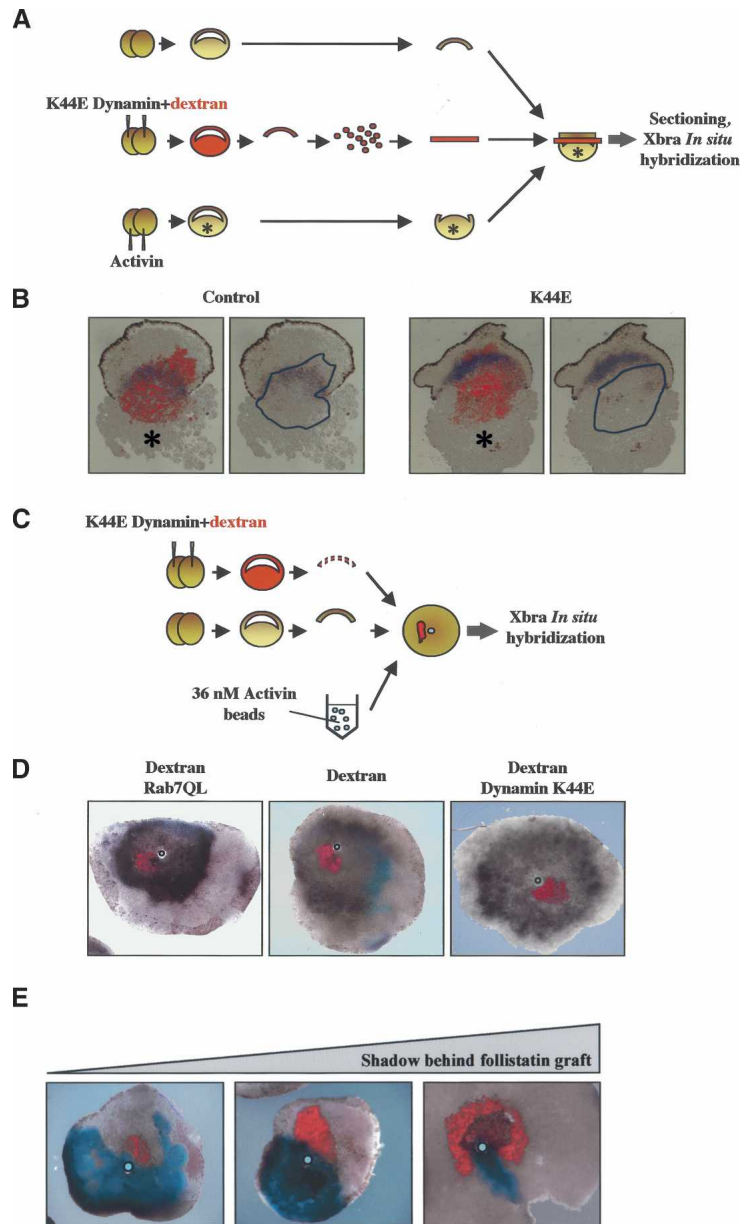 A
K44E Dynamin+dextran
Sectioning,
Xbra In situ
hybridization
*
*
*
Activin
B
Control
K44E
*
*
C
K44E Dynamin+dextran
Xbra In situ
hybridization
36 nM Activin
beads
D
Dextran
Rab7QL
Dextran
Dextran
Dynamin K44E
E
Shadow behind follistatin graft